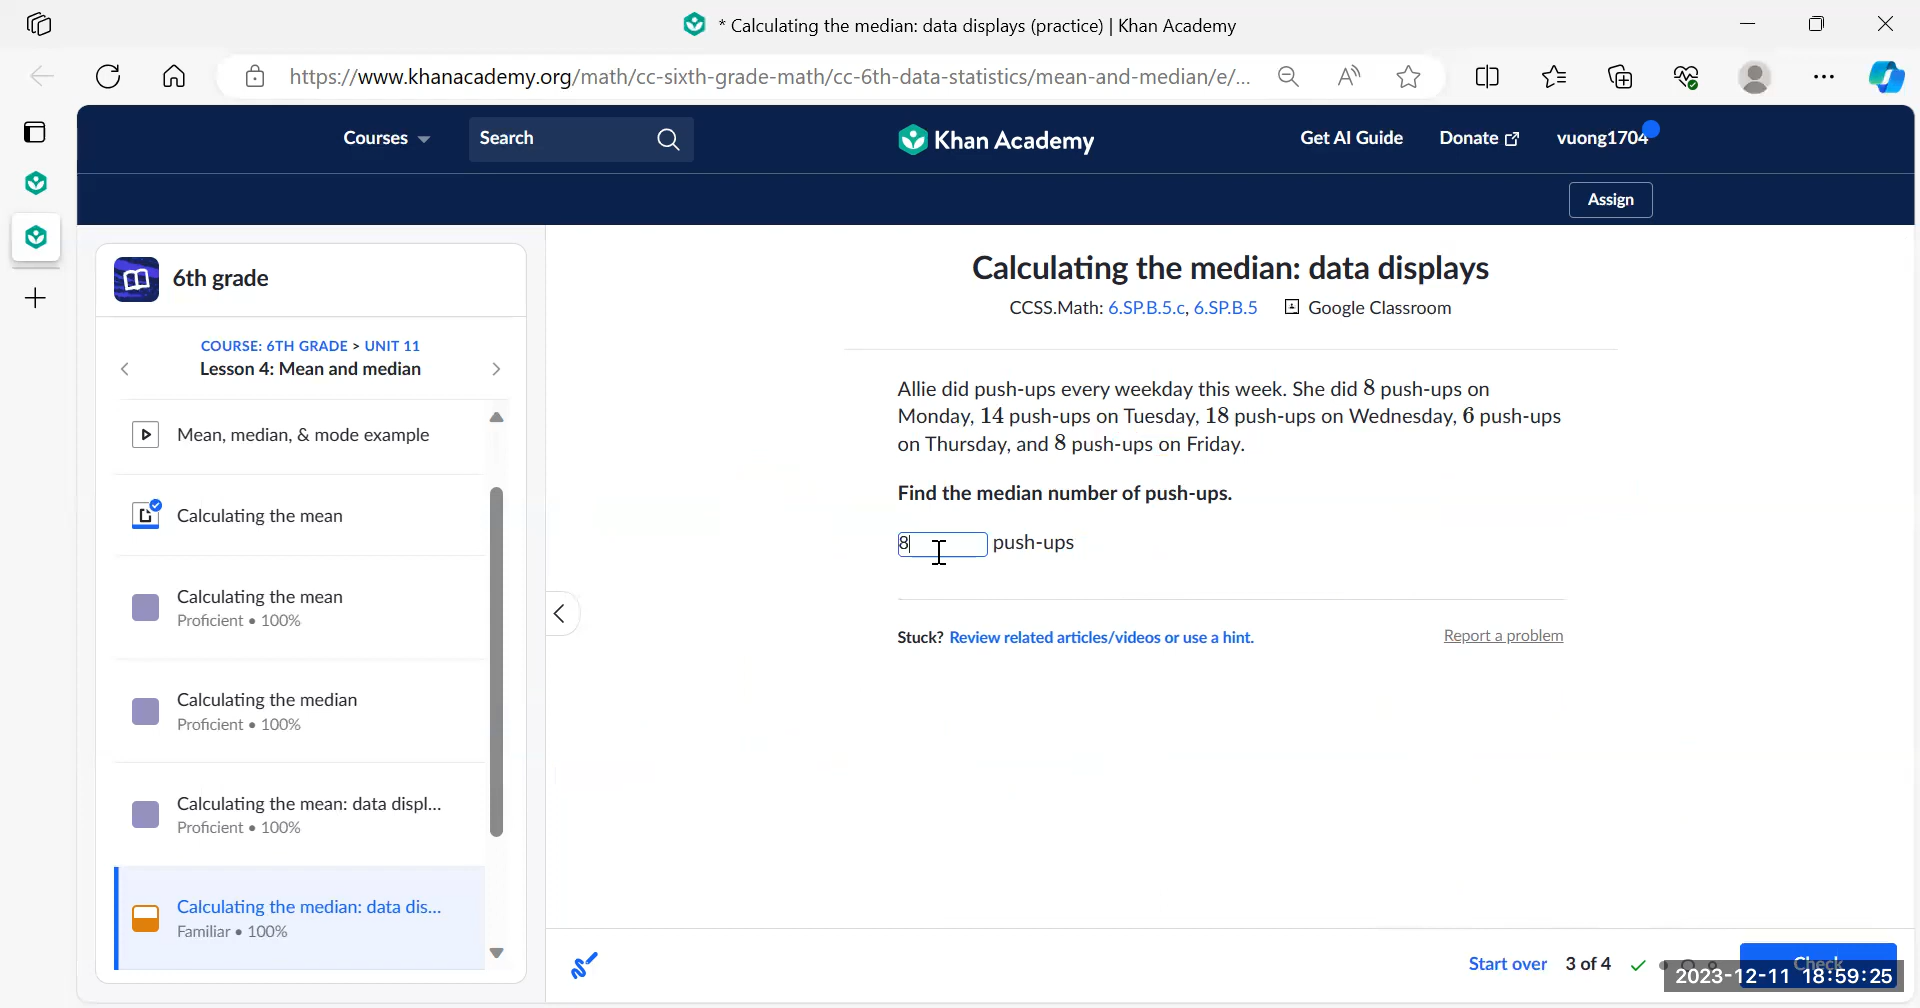 * Calculating the median: data displays (practice) | Khan Academy
https://www.khanacademy.org/math/cc-sixth-grade-math/cc-6th-data-statistics/mean-and-median/e/...
Courses
Search
Khan Academy
Get AI Guide
Donate
vuong1704
Assign
6th grade
COURSE: 6TH GRADE > UNIT 11
Lesson 4: Mean and median
Mean, median, & mode example
Calculating the mean
Calculating the mean
Proficient • 100%
Calculating the median
Proficient • 100%
Calculating the mean: data displ...
Proficient • 100%
Calculating the median: data dis...
Familiar • 100%
Calculating the median: data displays
CCSS.Math: 6.SP.B.5.c, 6.SP.B.5 Google Classroom
Allie did push-ups every weekday this week. She did 8 push-ups on
Monday, 14 push-ups on Tuesday, 18 push-ups on Wednesday, 6 push-ups
on Thursday, and 8 push-ups on Friday.
Find the median number of push-ups.
8 push-ups
Stuck? Review related articles/videos or use a hint.
Report a problem
Start over
3 of 4
Check
2023-12-11 18:59:25